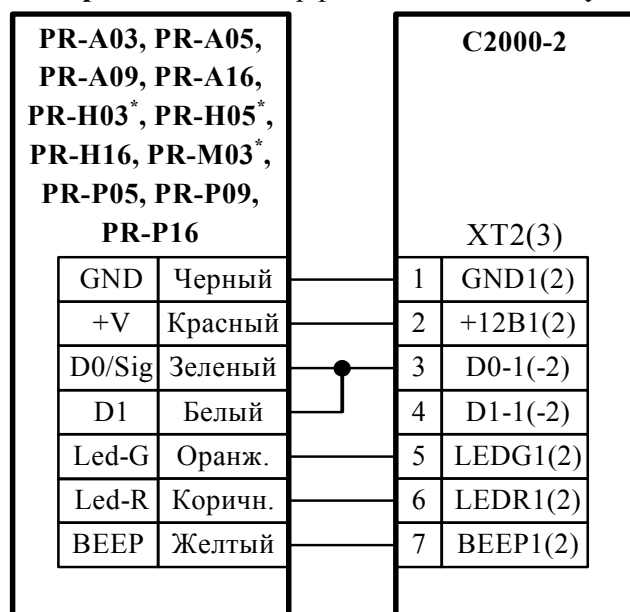 PR-A03, PR-A05,
PR-A09, PR-A16,
PR-H03*, PR-H05*,
PR-H16, PR-M03*,
PR-P05, PR-P09,
PR-P16
C2000-2
XT2(3)
GND Черный 1 GND1(2)
+V Красный 2 +12В1(2)
D0/Sig Зеленый 3 D0-1(-2)
D1 Белый 4 D1-1(-2)
Led-G Оранж. 5 LEDG1(2)
Led-R Коричн. 6 LEDR1(2)
BEEP Желтый 7 BEEP1(2)